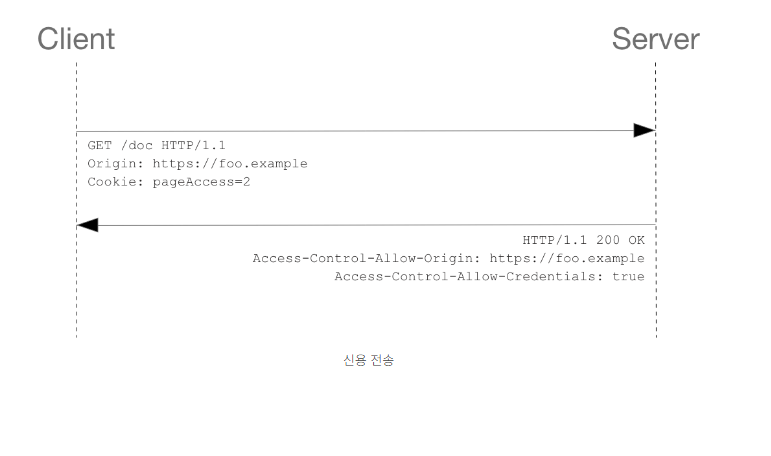 Client
Server
GET /doc HTTP/1.1
Origin: https://foo.example
Cookie: pageAccess=2
HTTP/1.1 200 OK
Access-Control-Allow-Origin: https://foo.example
Access-Control-Allow-Credentials: true
신용 전송